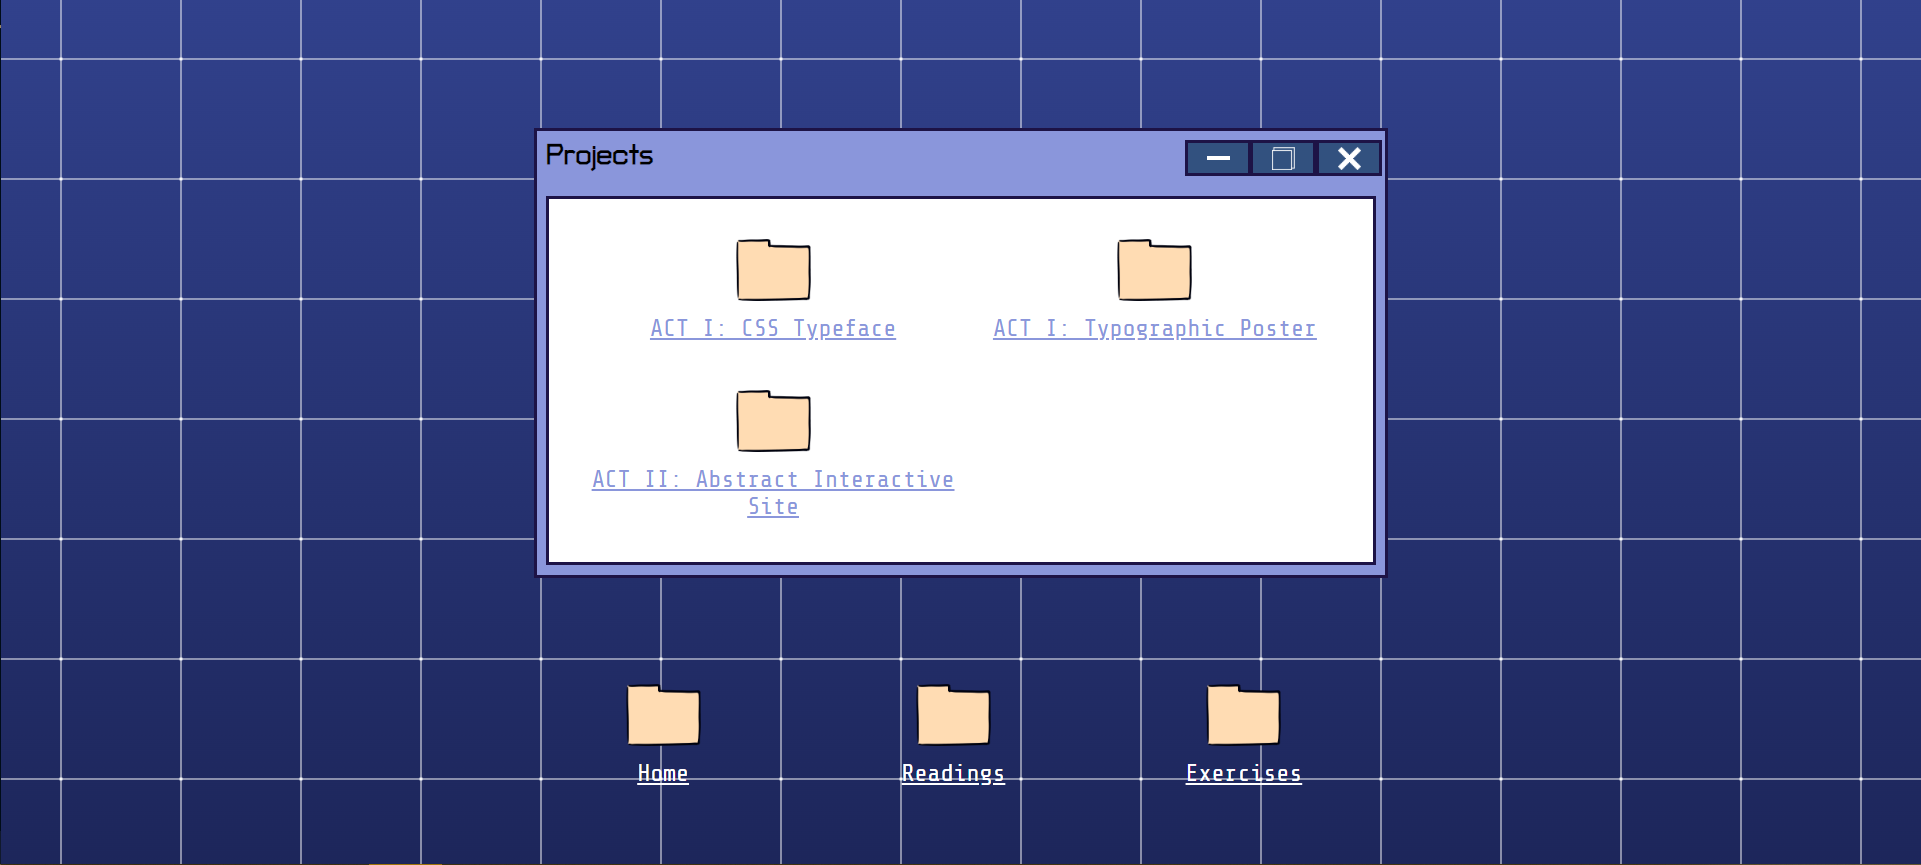 Projects
ACT I: CSS Typeface
ACT I: Typographic Poster
ACT II: Abstract Interactive
Site
Home
Readings
Exercises